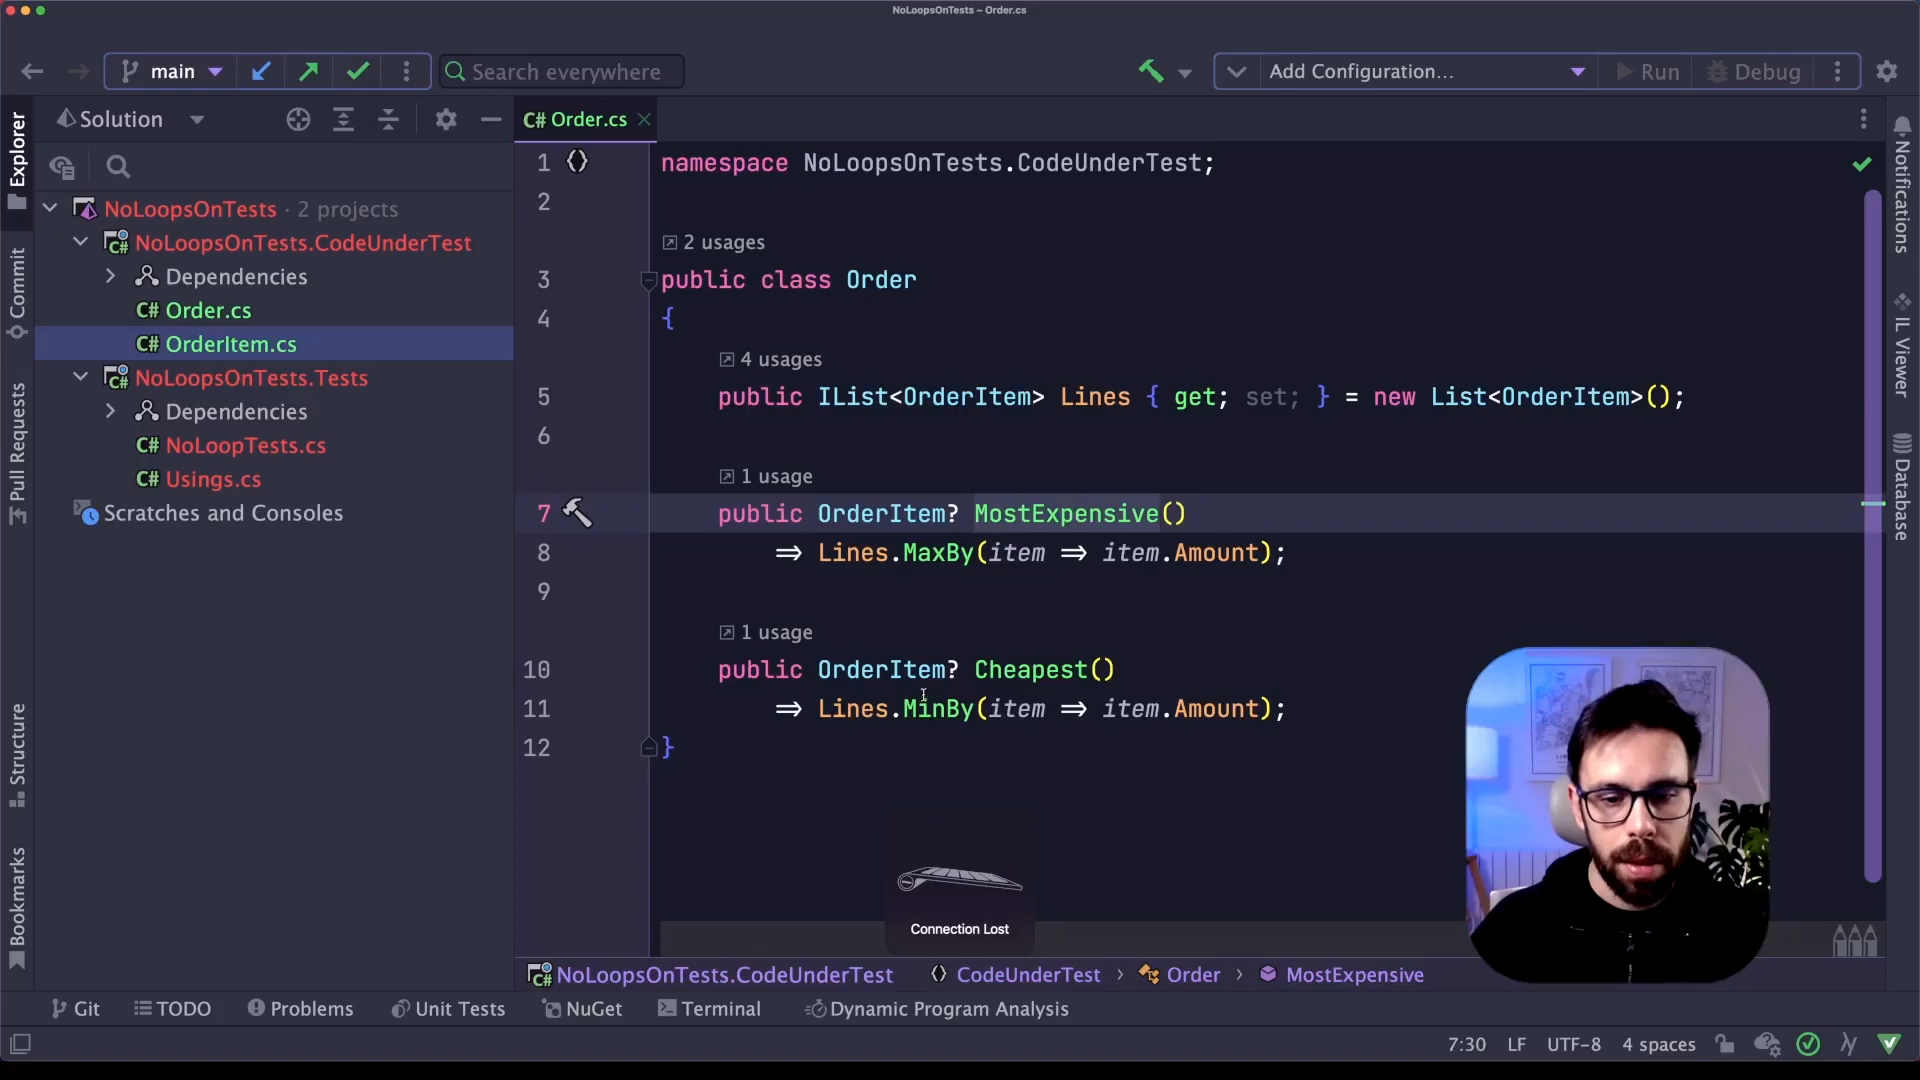 NoLoopsOnTests – Order.cs
main
Search everywhere
Add Configuration...
Run
Debug
Explorer
Commit
Pull Requests
Structure
Bookmarks
Solution
NoLoopsOnTests · 2 projects
C# NoLoopsOnTests.CodeUnderTest
Dependencies
C# Order.cs
C# OrderItem.cs
C# NoLoopsOnTests.Tests
Dependencies
C# NoLoopTests.cs
C# Usings.cs
Scratches and Consoles
C# Order.cs
1 namespace NoLoopsOnTests.CodeUnderTest;
2
2 usages
3 public class Order
4 {
4 usages
5 public IList<OrderItem> Lines { get; set; } = new List<OrderItem>();
6
1 usage
7 public OrderItem? MostExpensive()
8 => Lines.MaxBy(item => item.Amount);
9
1 usage
10 public OrderItem? Cheapest()
11 => Lines.MinBy(item => item.Amount);
12 }
Connection Lost
Notifications
IL Viewer
Database
C# NoLoopsOnTests.CodeUnderTest () CodeUnderTest > Order > MostExpensive
Git
TODO
Problems
Unit Tests
NuGet
Terminal
Dynamic Program Analysis
7:30
LF
UTF-8
4 spaces